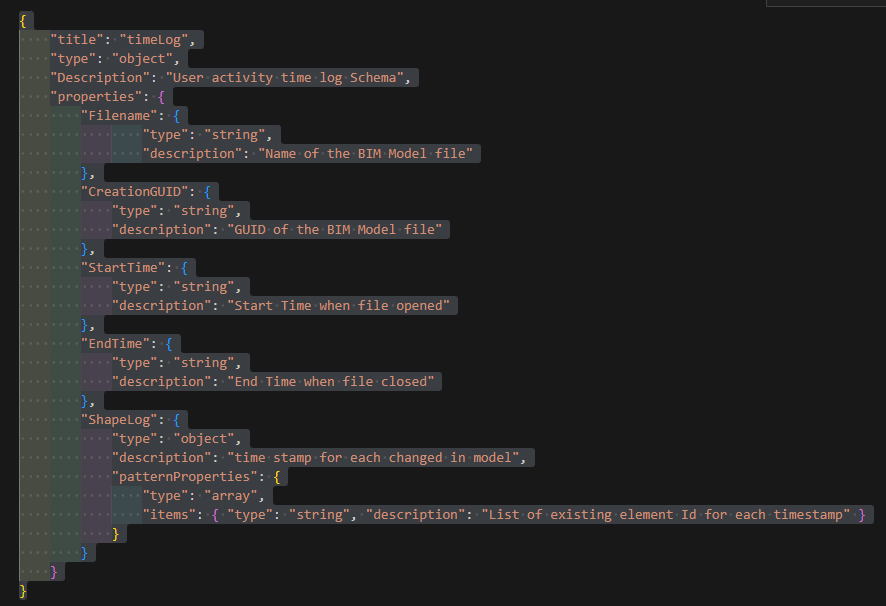 {
    "title": "timeLog",
    "type": "object",
    "Description": "User activity time log Schema",
    "properties": {
        "Filename": {
                "type": "string",
                "description": "Name of the BIM Model file"
        },
        "CreationGUID": {
            "type": "string",
            "description": "GUID of the BIM Model file"
        },
        "StartTime": {
            "type": "string",
            "description": "Start Time when file opened"
        },
        "EndTime": {
            "type": "string",
            "description": "End Time when file closed"
        },
        "ShapeLog": {
            "type": "object",
            "description": "time stamp for each changed in model",
            "patternProperties": {
                "type": "array",
                "items": { "type": "string", "description": "List of existing element Id for each timestamp" }
            }
        }
    }
}